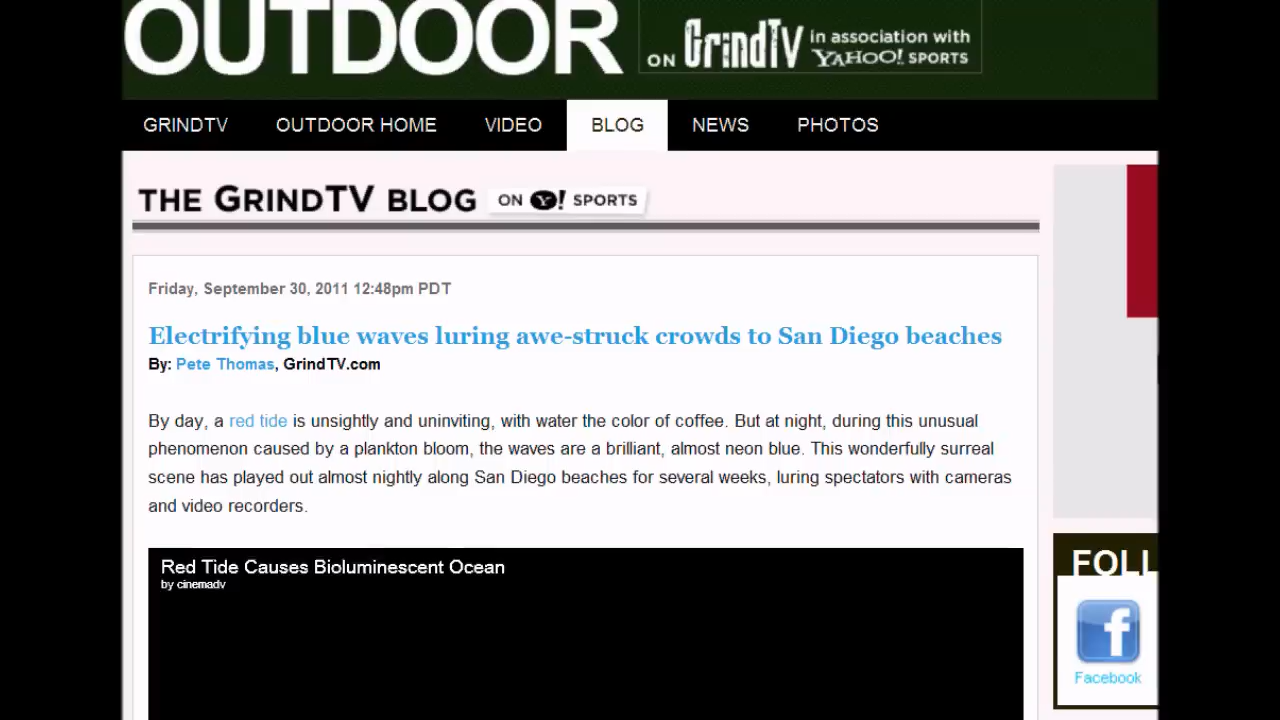 OUTDOOR
ON GrindTV in association with
YAHOO! SPORTS
GRINDTV OUTDOOR HOME VIDEO BLOG NEWS PHOTOS
THE GRINDTV BLOG ON Y! SPORTS
Friday, September 30, 2011 12:48pm PDT
Electrifying blue waves luring awe-struck crowds to San Diego beaches
By: Pete Thomas, GrindTV.com
By day, a red tide is unsightly and uninviting, with water the color of coffee. But at night, during this unusual
phenomenon caused by a plankton bloom, the waves are a brilliant, almost neon blue. This wonderfully surreal
scene has played out almost nightly along San Diego beaches for several weeks, luring spectators with cameras
and video recorders.
Red Tide Causes Bioluminescent Ocean
by cinemadv
FOLL
Facebook